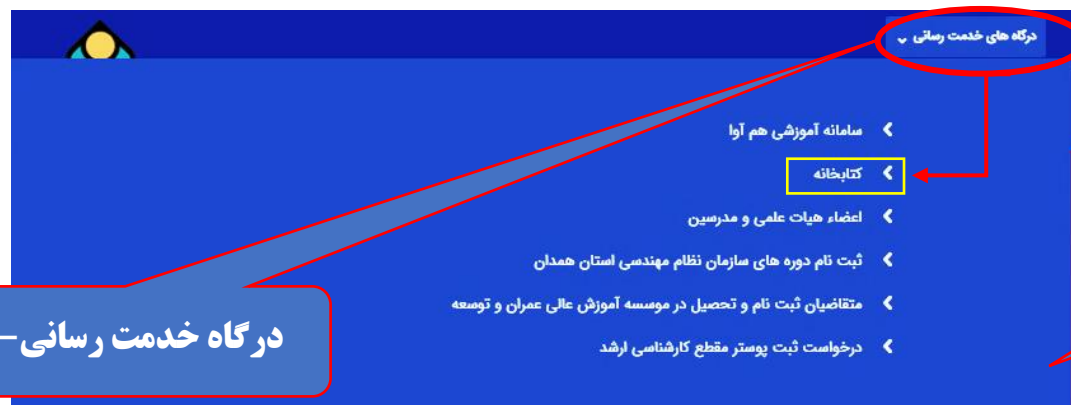 درگاه های خدمت رسانی
سامانه آموزشی هم آوا
کتابخانه
اعضاء هیات علمی و مدرسین
ثبت نام دوره های سازمان نظام مهندسی استان همدان
متقاضیان ثبت نام و تحصیل در موسسه آموزش عالی عمران و توسعه
درخواست ثبت پوستر مقطع کارشناسی ارشد
درگاه خدمت رسانی-